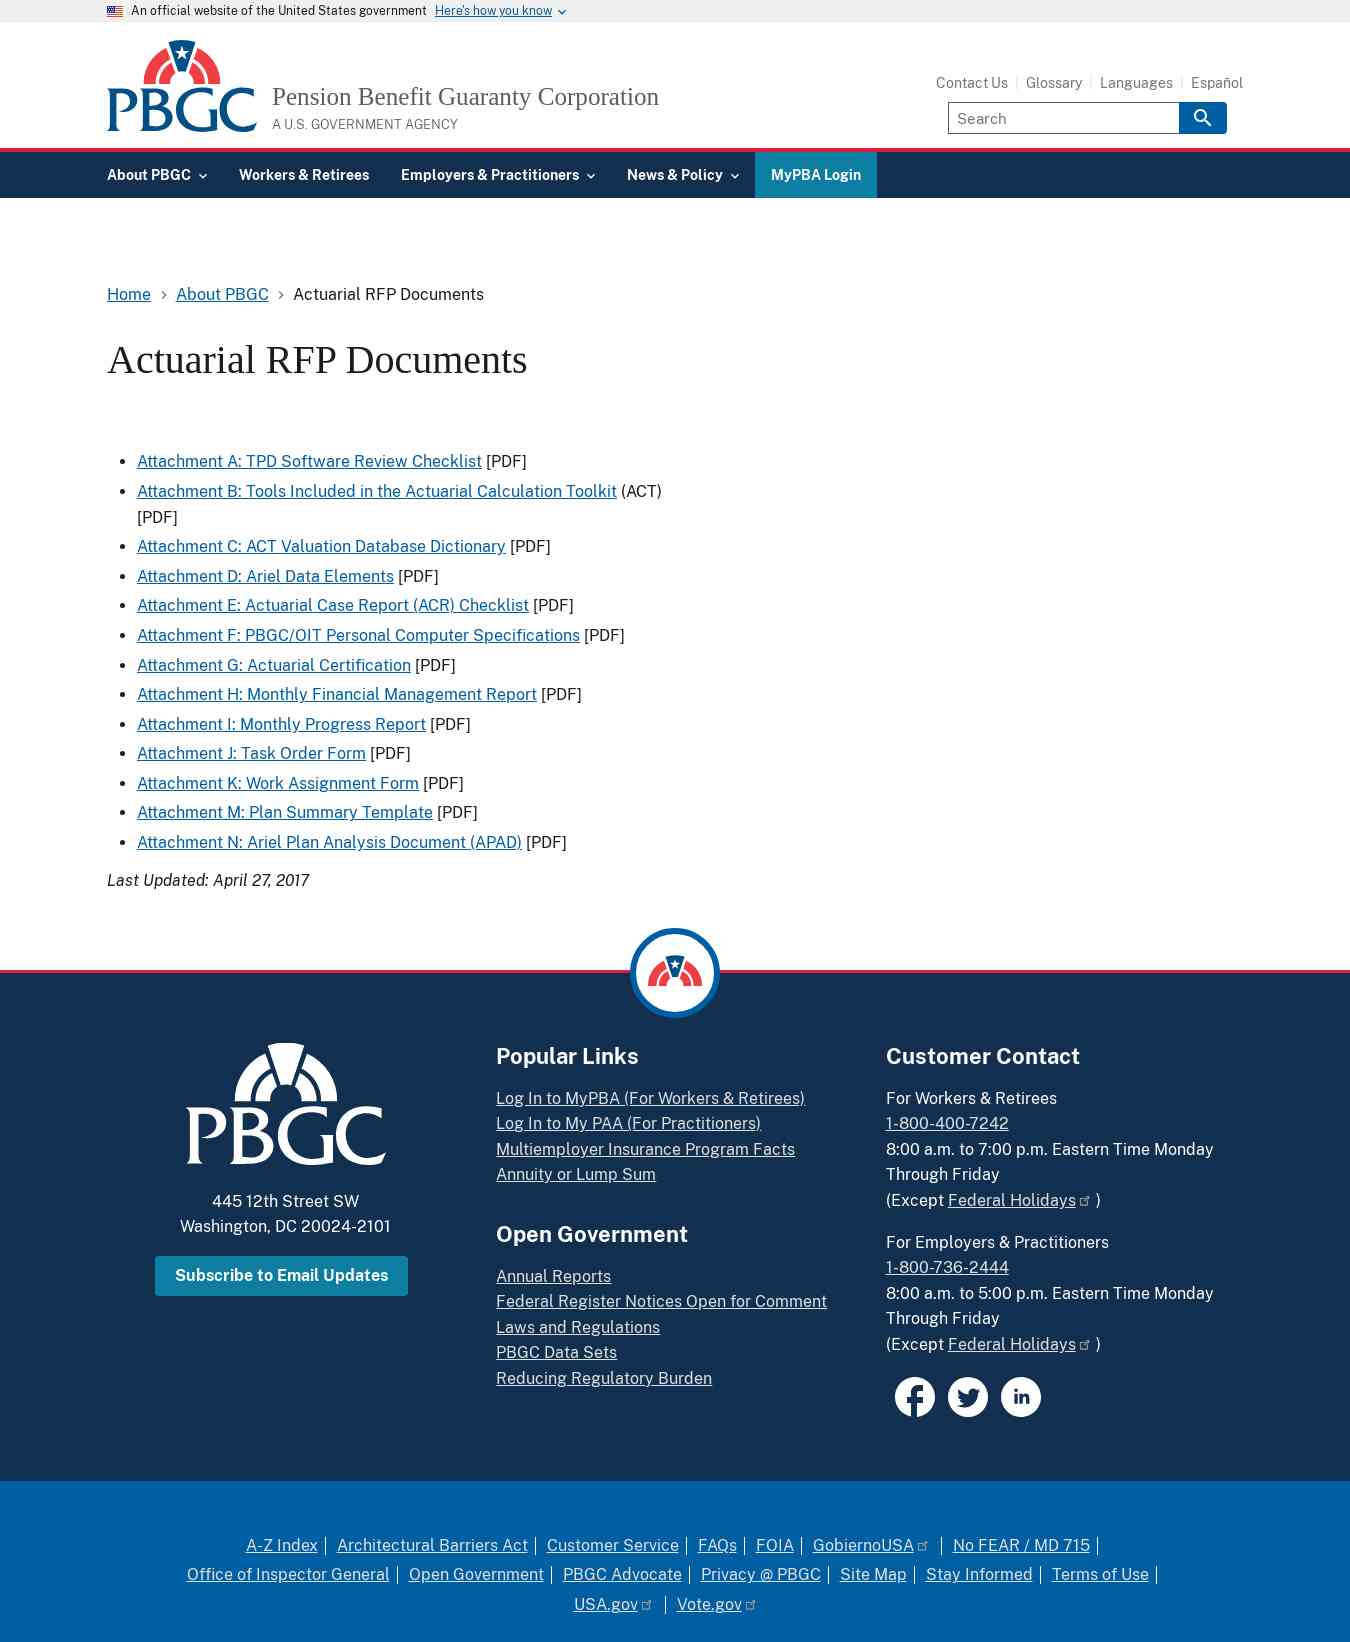 An official website of the United States government Here's how you know
PBGC
Pension Benefit Guaranty Corporation
A U.S. GOVERNMENT AGENCY
Contact Us Glossary Languages Español
Search
About PBGC Workers & Retirees Employers & Practitioners News & Policy MyPBA Login
Home About PBGC Actuarial RFP Documents
Actuarial RFP Documents
Attachment A: TPD Software Review Checklist [PDF]
Attachment B: Tools Included in the Actuarial Calculation Toolkit (ACT)
[PDF]
Attachment C: ACT Valuation Database Dictionary [PDF]
Attachment D: Ariel Data Elements [PDF]
Attachment E: Actuarial Case Report (ACR) Checklist [PDF]
Attachment F: PBGC/OIT Personal Computer Specifications [PDF]
Attachment G: Actuarial Certification [PDF]
Attachment H: Monthly Financial Management Report [PDF]
Attachment I: Monthly Progress Report [PDF]
Attachment J: Task Order Form [PDF]
Attachment K: Work Assignment Form [PDF]
Attachment M: Plan Summary Template [PDF]
Attachment N: Ariel Plan Analysis Document (APAD) [PDF]
Last Updated: April 27, 2017
PBGC
445 12th Street SW
Washington, DC 20024-2101
Subscribe to Email Updates
Popular Links
Log In to MyPBA (For Workers & Retirees)
Log In to My PAA (For Practitioners)
Multiemployer Insurance Program Facts
Annuity or Lump Sum
Open Government
Annual Reports
Federal Register Notices Open for Comment
Laws and Regulations
PBGC Data Sets
Reducing Regulatory Burden
Customer Contact
For Workers & Retirees
1-800-400-7242
8:00 a.m. to 7:00 p.m. Eastern Time Monday
Through Friday
(Except Federal Holidays )
For Employers & Practitioners
1-800-736-2444
8:00 a.m. to 5:00 p.m. Eastern Time Monday
Through Friday
(Except Federal Holidays )
in
A-Z Index Architectural Barriers Act Customer Service FAQs FOIA GobiernoUSA No FEAR / MD 715
Office of Inspector General Open Government PBGC Advocate Privacy @ PBGC Site Map Stay Informed Terms of Use
USA.gov Vote.gov